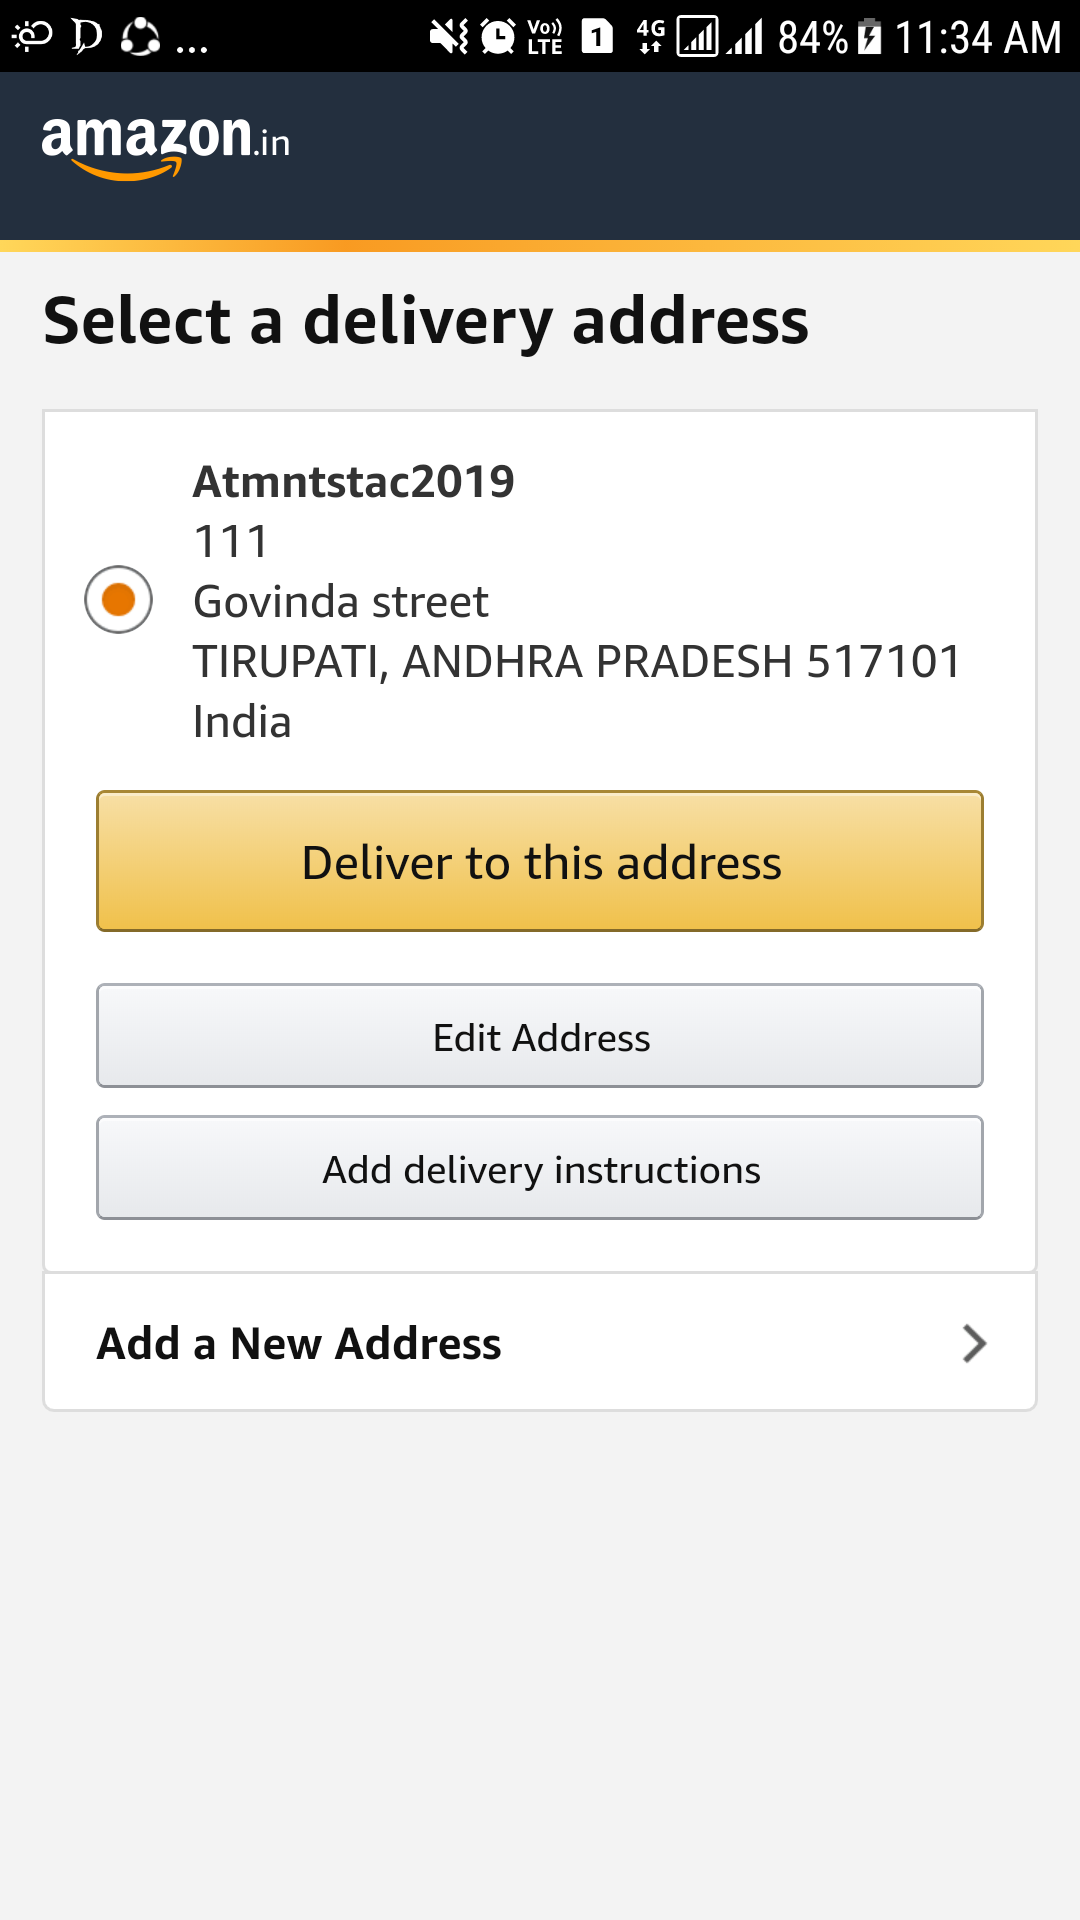 ... Vo)) LTE 1 4G 84% 11:34 AM
amazon.in
Select a delivery address
Atmntstac2019
111
Govinda street
TIRUPATI, ANDHRA PRADESH 517101
India
Deliver to this address
Edit Address
Add delivery instructions
Add a New Address